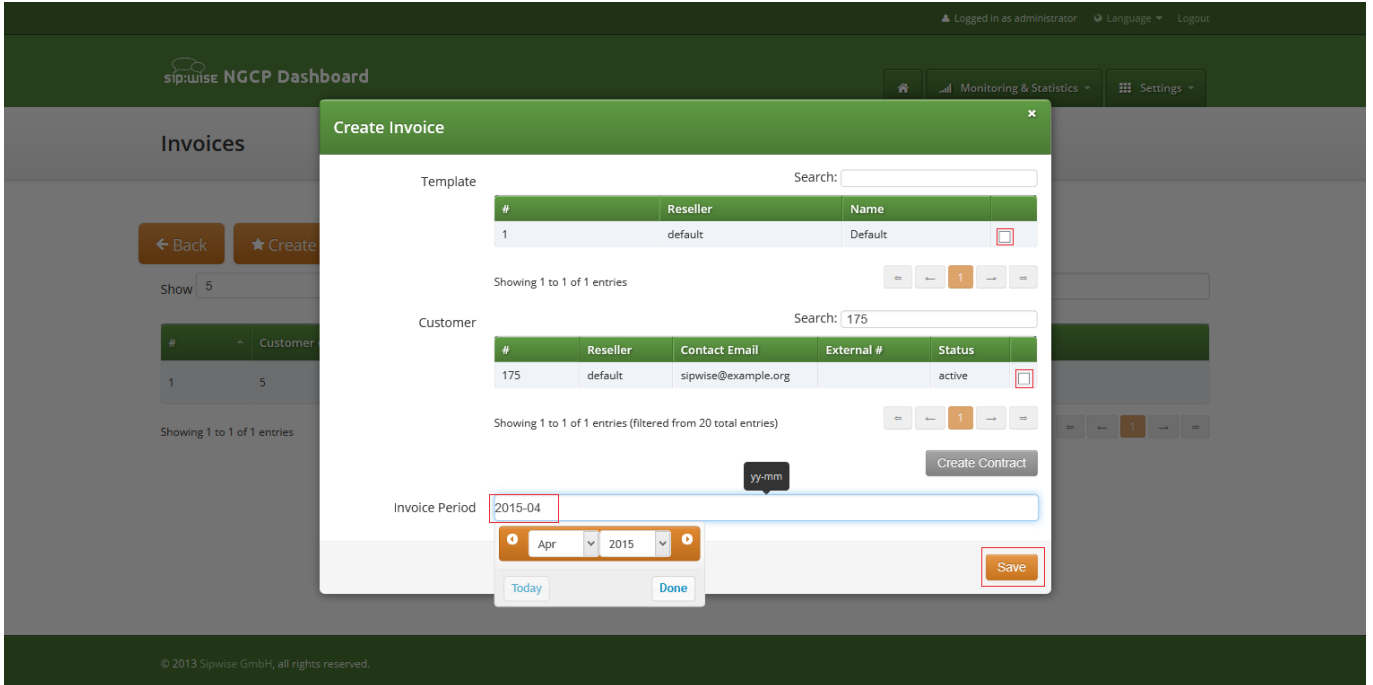 Logged in as administrator Language Logout
sip:wise NGCP Dashboard
Monitoring & Statistics Settings
Create Invoice
Invoices
Template Search:
# Reseller Name
1 default Default
Showing 1 to 1 of 1 entries 1
Back Create
Show 5
Customer Search: 175
# Reseller Contact Email External # Status
175 default sipwise@example.org active
Showing 1 to 1 of 1 entries (filtered from 20 total entries) 1
# Customer
1 5
Showing 1 to 1 of 1 entries 1
Create Contract
yy-mm
Invoice Period 2015-04
Apr 2015
Save
Today Done
© 2013 Sipwise GmbH, all rights reserved.